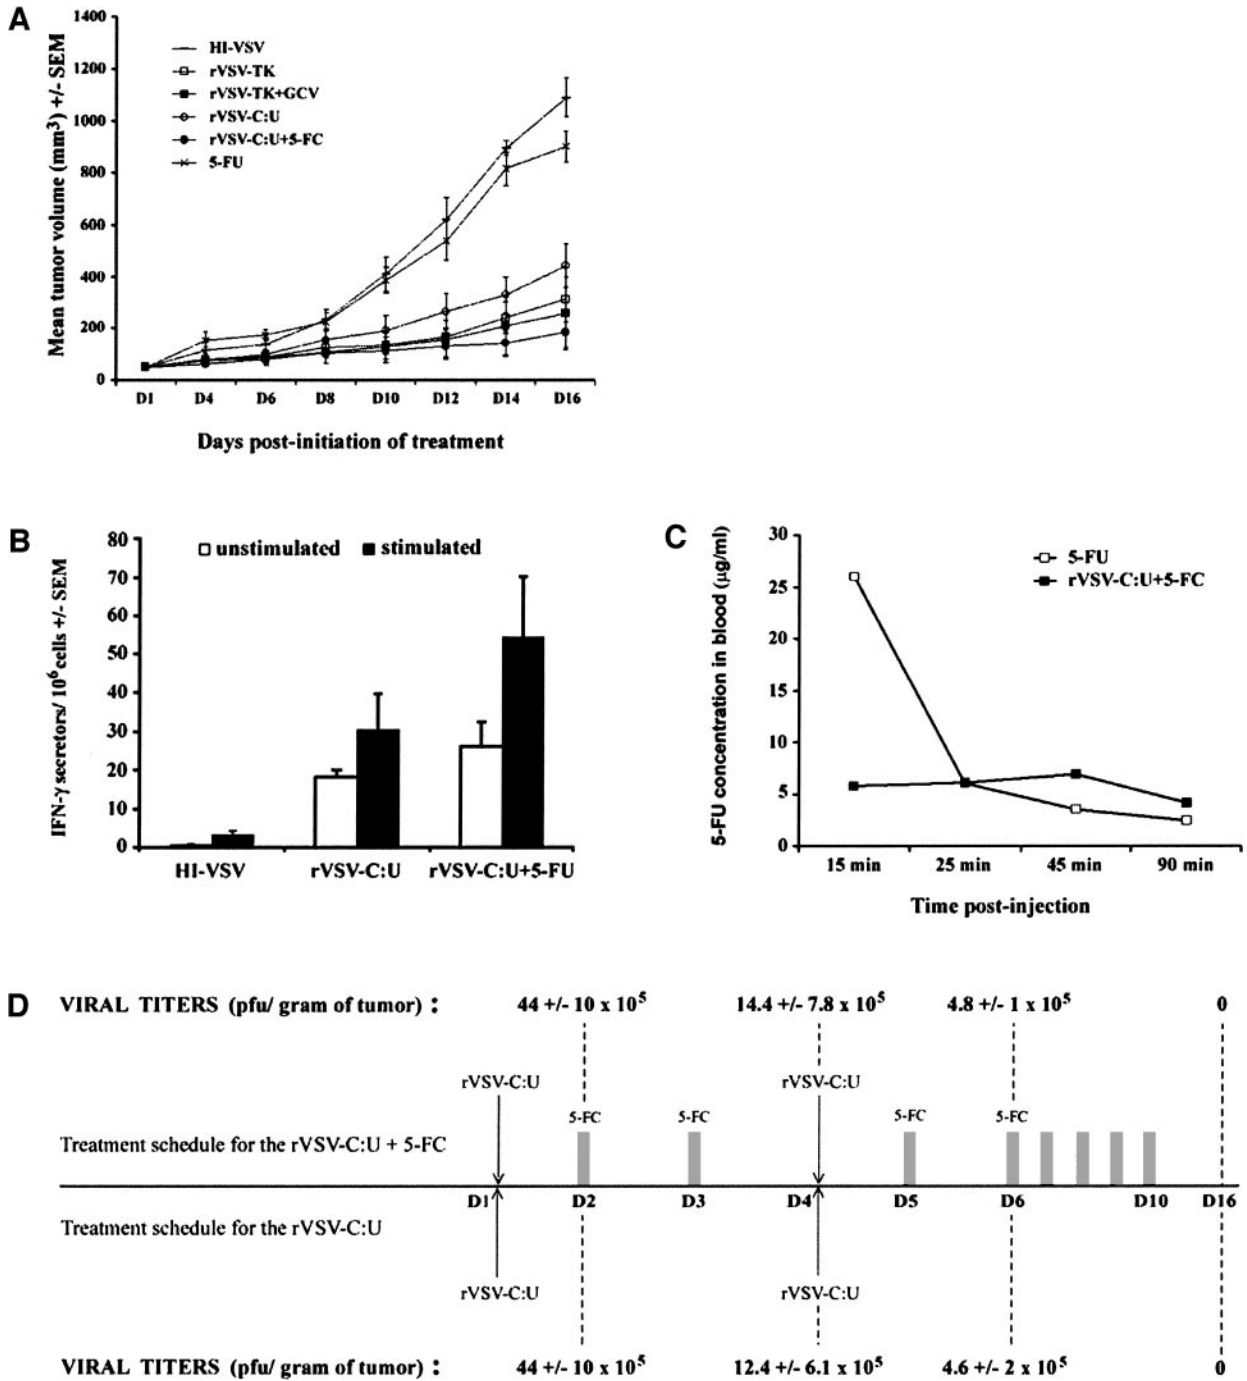 A
Mean tumor volume (mm³) +/- SEM
1400
1200
1000
800
600
400
200
0
HI-VSV
rVSV-TK
rVSV-TK+GCV
rVSV-C:U
rVSV-C:U+5-FC
5-FU
D1 D4 D6 D8 D10 D12 D14 D16
Days post-initiation of treatment
B
IFN-γ secretors/ 10⁶ cells +/- SEM
80
70
60
50
40
30
20
10
0
unstimulated stimulated
HI-VSV rVSV-C:U rVSV-C:U+5-FU
C
5-FU concentration in blood (µg/ml)
30
25
20
15
10
5
0
5-FU
rVSV-C:U+5-FC
15 min 25 min 45 min 90 min
Time post-injection
D
VIRAL TITERS (pfu/ gram of tumor) : 44 +/- 10 x 10⁵ 14.4 +/- 7.8 x 10⁵ 4.8 +/- 1 x 10⁵ 0
rVSV-C:U rVSV-C:U
5-FC 5-FC 5-FC 5-FC
Treatment schedule for the rVSV-C:U + 5-FC
D1 D2 D3 D4 D5 D6 D10 D16
Treatment schedule for the rVSV-C:U
rVSV-C:U rVSV-C:U
VIRAL TITERS (pfu/ gram of tumor) : 44 +/- 10 x 10⁵ 12.4 +/- 6.1 x 10⁵ 4.6 +/- 2 x 10⁵ 0